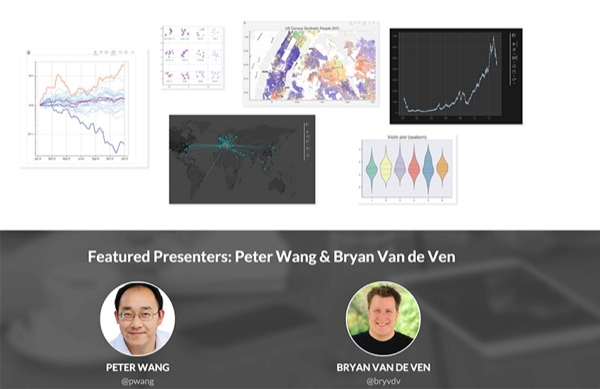 US Census Synthetic People (NY)
Violin plot (seaborn)
Featured Presenters: Peter Wang & Bryan Van de Ven
PETER WANG
@pwang
BRYAN VAN DE VEN
@bryvdv